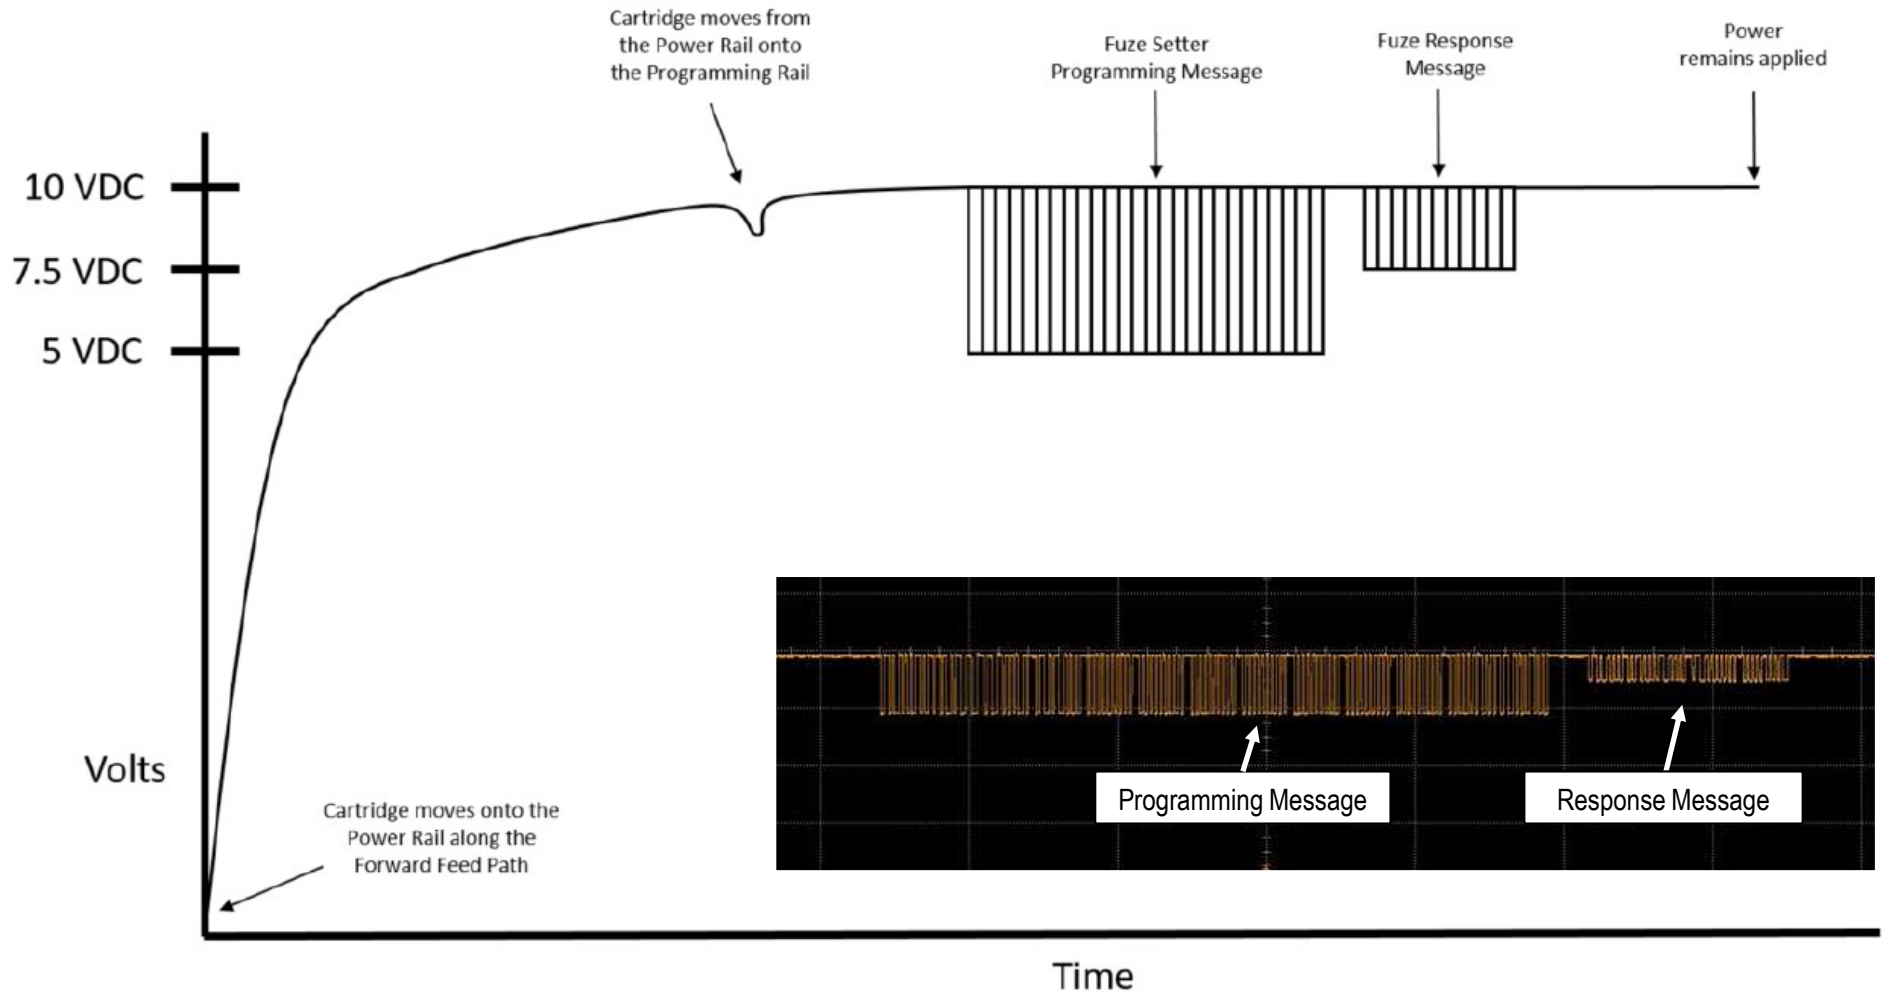 Cartridge moves from
the Power Rail onto
the Programming Rail
Fuze Setter
Programming Message
Fuze Response
Message
Power
remains applied
10 VDC
7.5 VDC
5 VDC
Volts
Cartridge moves onto the
Power Rail along the
Forward Feed Path
Programming Message
Response Message
Time